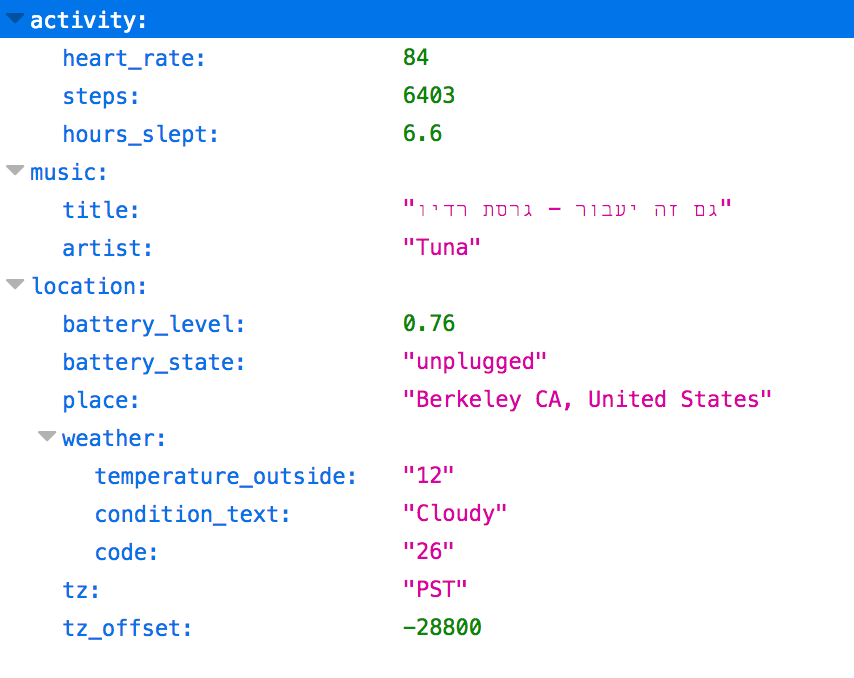 activity:
heart_rate: 84
steps: 6403
hours_slept: 6.6
music:
title: "גם זה יעבור - גרסת רדיו"
artist: "Tuna"
location:
battery_level: 0.76
battery_state: "unplugged"
place: "Berkeley CA, United States"
weather:
temperature_outside: "12"
condition_text: "Cloudy"
code: "26"
tz: "PST"
tz_offset: -28800